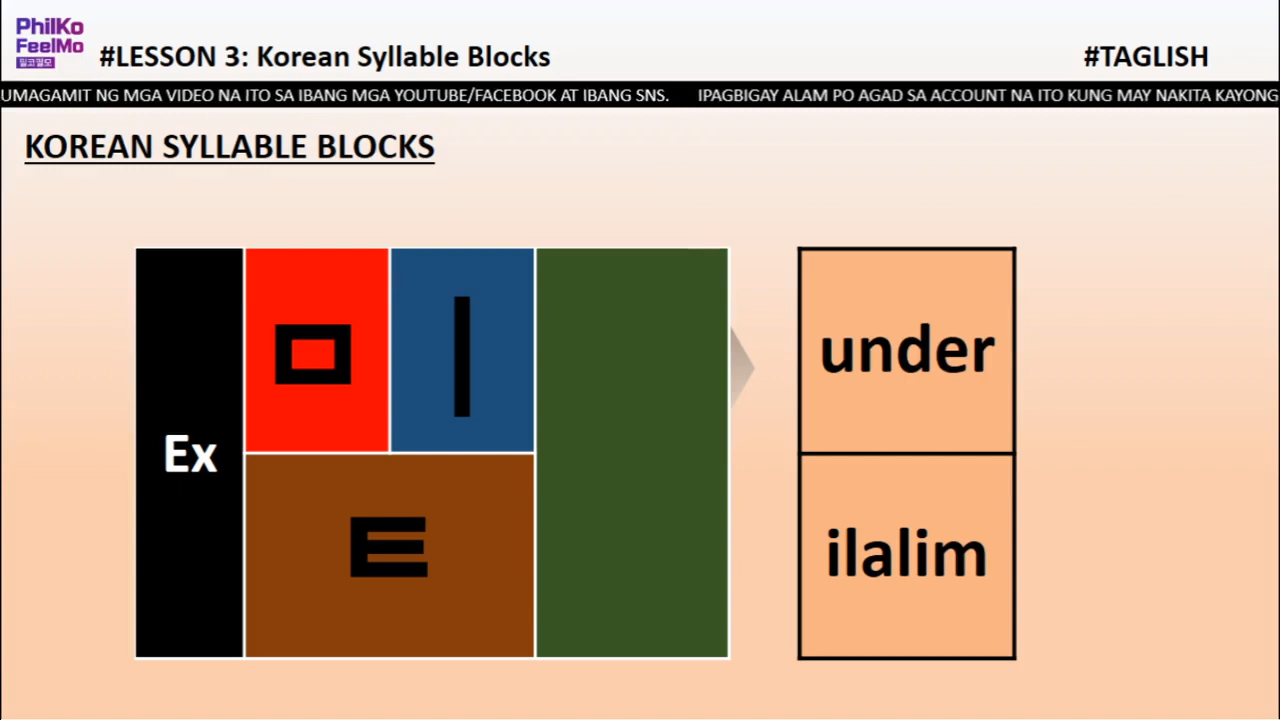 PhilKo
FeelMo
필코필모
#LESSON 3: Korean Syllable Blocks
#TAGLISH
UMAGAMIT NG MGA VIDEO NA ITO SA IBANG MGA YOUTUBE/FACEBOOK AT IBANG SNS. IPAGBIGAY ALAM PO AGAD SA ACCOUNT NA ITO KUNG MAY NAKITA KAYONG
KOREAN SYLLABLE BLOCKS
Ex
ㅁ ㅣ
ㅌ
under
ilalim